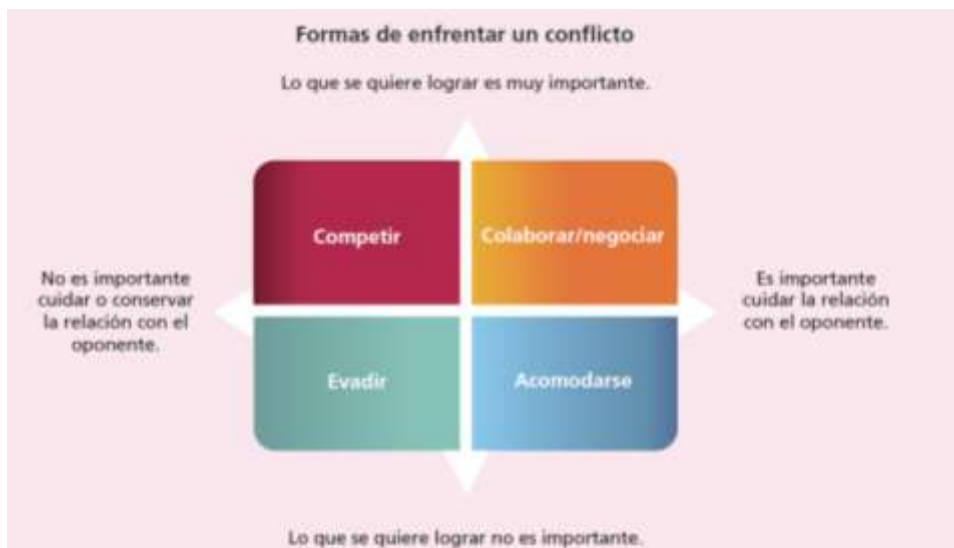 Formas de enfrentar un conflicto
Lo que se quiere lograr es muy importante.
Competir
Colaborar/negociar
No es importante
cuidar o conservar
la relación con el
oponente.
Es importante
cuidar la relación
con el oponente.
Evadir
Acomodarse
Lo que se quiere lograr no es importante.